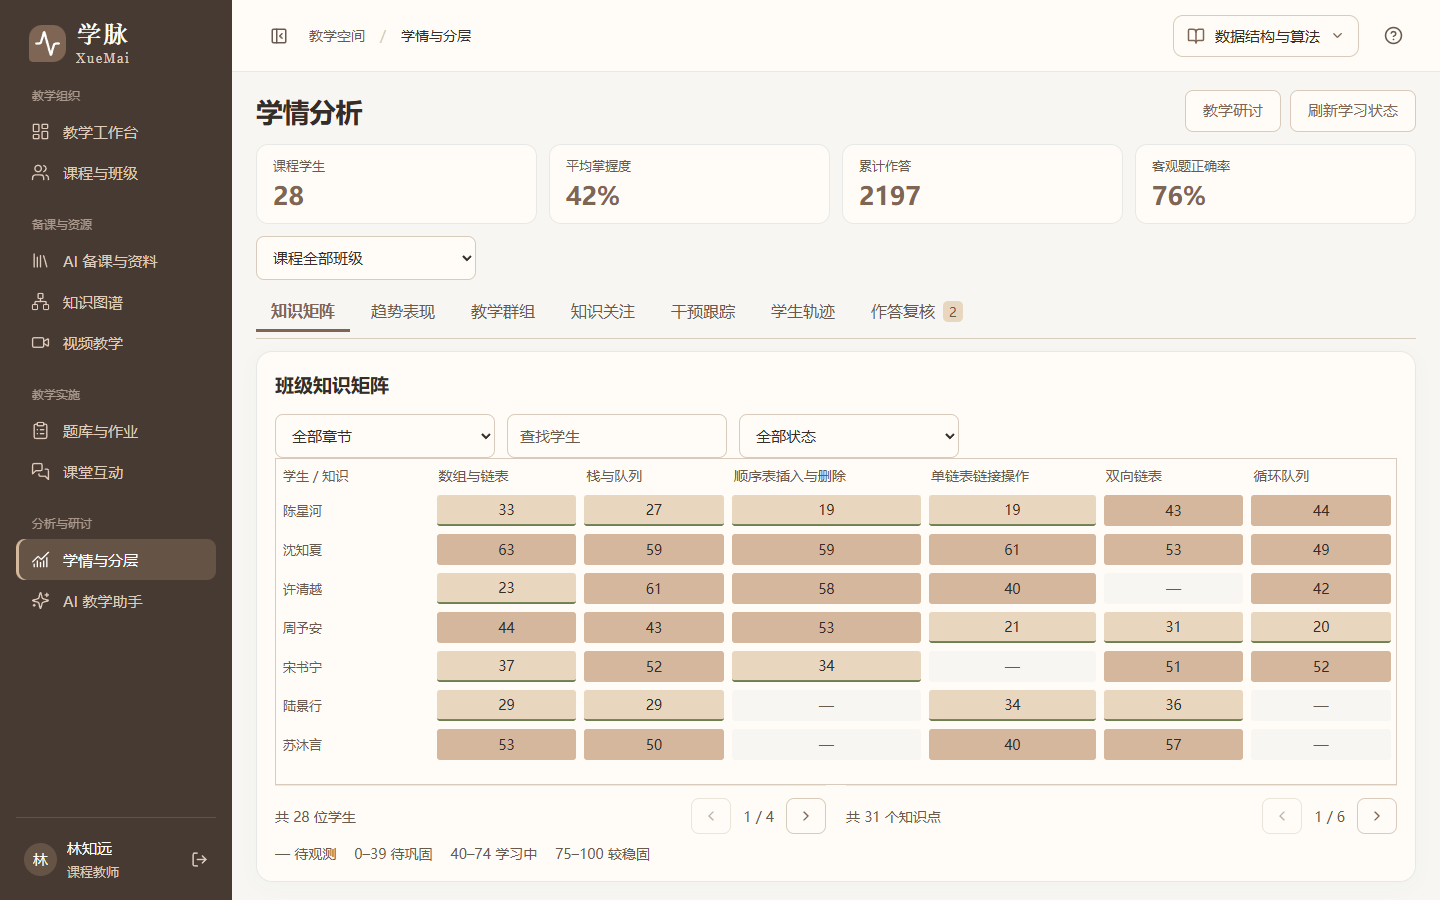 学脉
XueMai
教学组织
教学工作台
课程与班级
备课与资源
AI 备课与资料
知识图谱
视频教学
教学实施
题库与作业
课堂互动
分析与研讨
学情与分层
AI 教学助手
林
林知远
课程教师
教学空间 / 学情与分层
数据结构与算法
学情分析
教学研讨
刷新学习状态
课程学生
28
平均掌握度
42%
累计作答
2197
客观题正确率
76%
课程全部班级
知识矩阵 趋势表现 教学群组 知识关注 干预跟踪 学生轨迹 作答复核 2
班级知识矩阵
全部章节 查找学生 全部状态
学生 / 知识 数组与链表 栈与队列 顺序表插入与删除 单链表链接操作 双向链表 循环队列
陈星河 33 27 19 19 43 44
沈知夏 63 59 59 61 53 49
许清越 23 61 58 40 — 42
周予安 44 43 53 21 31 20
宋书宁 37 52 34 — 51 52
陆景行 29 29 — 34 36 —
苏沐言 53 50 — 40 57 —
共 28 位学生 1 / 4 共 31 个知识点 1 / 6
— 待观测 0–39 待巩固 40–74 学习中 75–100 较稳固